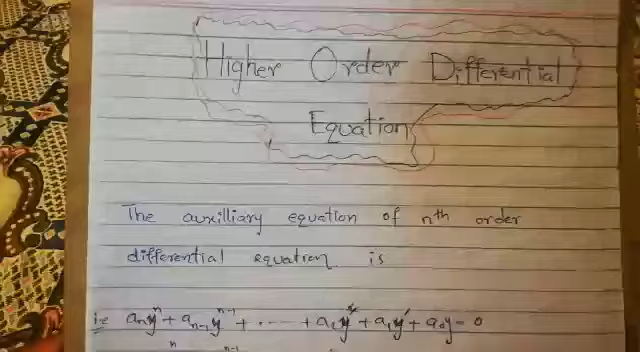 Higher Order Differential
Equation
The auxilliary equation of nth order
differential equation is
i.e aₙyⁿ + aₙ₋₁yⁿ⁻¹ + ---- + a₂y'' + a₁y' + a₀y = 0
n n-1